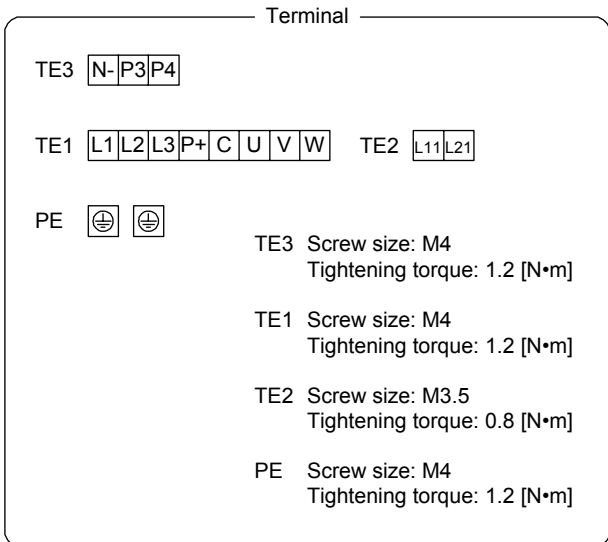 Terminal
TE3 N- P3 P4
TE1 L1 L2 L3 P+ C U V W TE2 L11 L21
PE
TE3 Screw size: M4
Tightening torque: 1.2 [N•m]
TE1 Screw size: M4
Tightening torque: 1.2 [N•m]
TE2 Screw size: M3.5
Tightening torque: 0.8 [N•m]
PE Screw size: M4
Tightening torque: 1.2 [N•m]